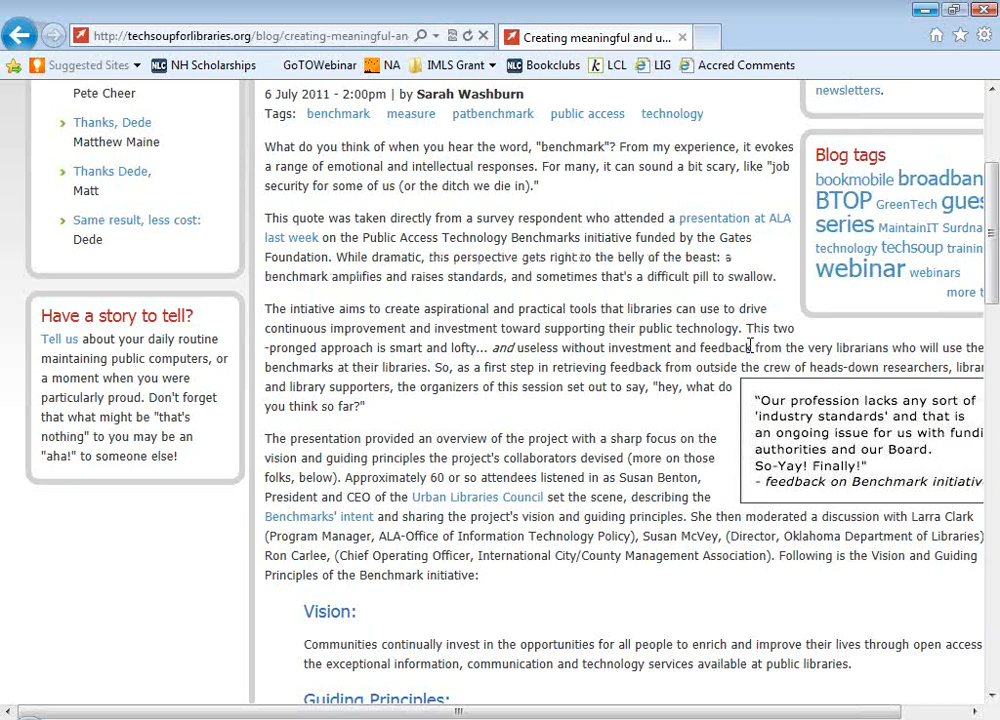 http://techsoupforlibraries.org/blog/creating-meaningful-an
Creating meaningful and u...
Suggested Sites
NLC NH Scholarships
GoTOWebinar
NA
IMLS Grant
NLC Bookclubs
k LCL
LIG
Accred Comments
Pete Cheer
Thanks, Dede
Matthew Maine
Thanks Dede,
Matt
Same result, less cost:
Dede
Have a story to tell?
Tell us about your daily routine
maintaining public computers, or
a moment when you were
particularly proud. Don't forget
that what might be "that's
nothing" to you may be an
"aha!" to someone else!
6 July 2011 - 2:00pm | by Sarah Washburn
Tags: benchmark measure patbenchmark public access technology
What do you think of when you hear the word, "benchmark"? From my experience, it evokes
a range of emotional and intellectual responses. For many, it can sound a bit scary, like "job
security for some of us (or the ditch we die in)."
This quote was taken directly from a survey respondent who attended a presentation at ALA
last week on the Public Access Technology Benchmarks initiative funded by the Gates
Foundation. While dramatic, this perspective gets right to the belly of the beast: a
benchmark amplifies and raises standards, and sometimes that's a difficult pill to swallow.
The intiative aims to create aspirational and practical tools that libraries can use to drive
continuous improvement and investment toward supporting their public technology. This two
-pronged approach is smart and lofty... and useless without investment and feedback from the very librarians who will use the
benchmarks at their libraries. So, as a first step in retrieving feedback from outside the crew of heads-down researchers, librar
and library supporters, the organizers of this session set out to say, "hey, what do
you think so far?"
"Our profession lacks any sort of
'industry standards' and that is
an ongoing issue for us with fundi
authorities and our Board.
So-Yay! Finally!"
- feedback on Benchmark initiativ
The presentation provided an overview of the project with a sharp focus on the
vision and guiding principles the project's collaborators devised (more on those
folks, below). Approximately 60 or so attendees listened in as Susan Benton,
President and CEO of the Urban Libraries Council set the scene, describing the
Benchmarks' intent and sharing the project's vision and guiding principles. She then moderated a discussion with Larra Clark
(Program Manager, ALA-Office of Information Technology Policy), Susan McVey, (Director, Oklahoma Department of Libraries)
Ron Carlee, (Chief Operating Officer, International City/County Management Association). Following is the Vision and Guiding
Principles of the Benchmark initiative:
Vision:
Communities continually invest in the opportunities for all people to enrich and improve their lives through open access
the exceptional information, communication and technology services available at public libraries.
Guiding Principles:
newsletters.
Blog tags
bookmobile broadban
BTOP GreenTech gues
series MaintainIT Surdna
technology techsoup trainin
webinar webinars
more t